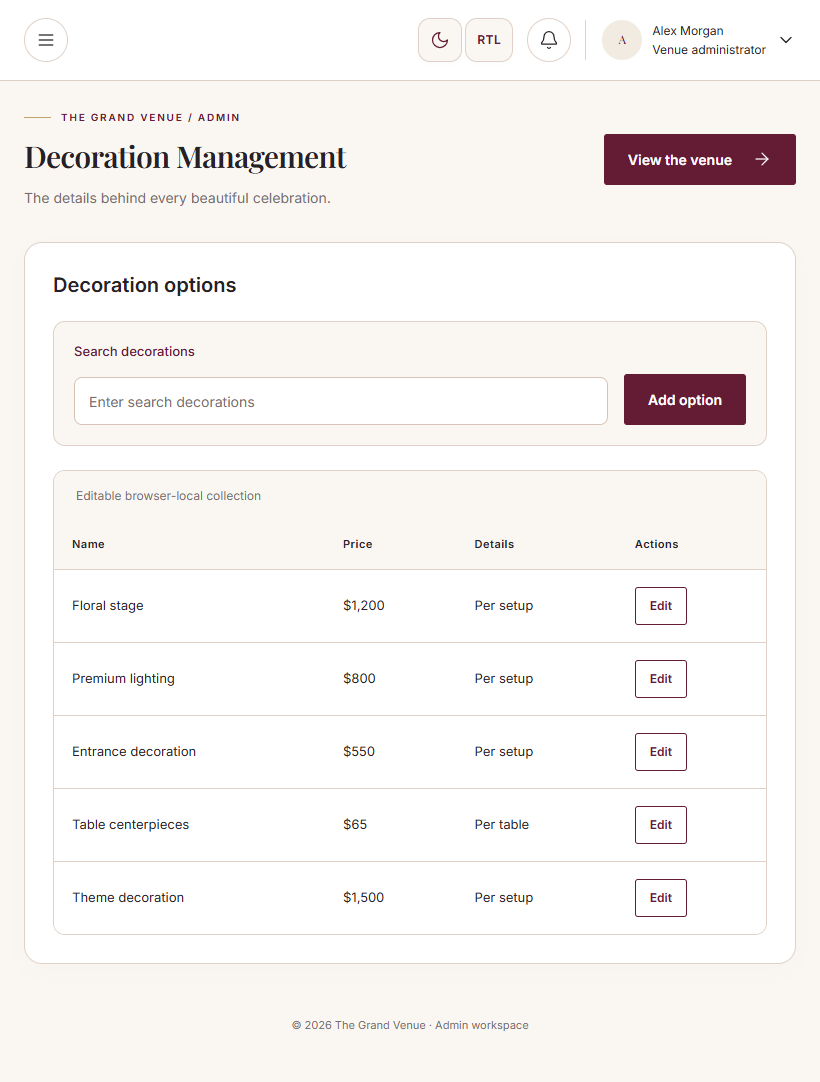 RTL
A
Alex Morgan
Venue administrator
THE GRAND VENUE / ADMIN
Decoration Management
The details behind every beautiful celebration.
View the venue
Decoration options
Search decorations
Enter search decorations
Add option
Editable browser-local collection
Name Price Details Actions
Floral stage $1,200 Per setup Edit
Premium lighting $800 Per setup Edit
Entrance decoration $550 Per setup Edit
Table centerpieces $65 Per table Edit
Theme decoration $1,500 Per setup Edit
© 2026 The Grand Venue · Admin workspace